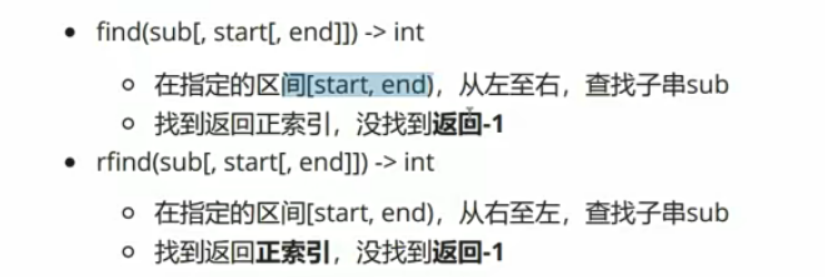 find(sub[, start[, end]]) -> int
在指定的区间[start, end)，从左至右，查找子串sub
找到返回正索引，没找到返回-1
rfind(sub[, start[, end]]) -> int
在指定的区间[start, end)，从右至左，查找子串sub
找到返回正索引，没找到返回-1